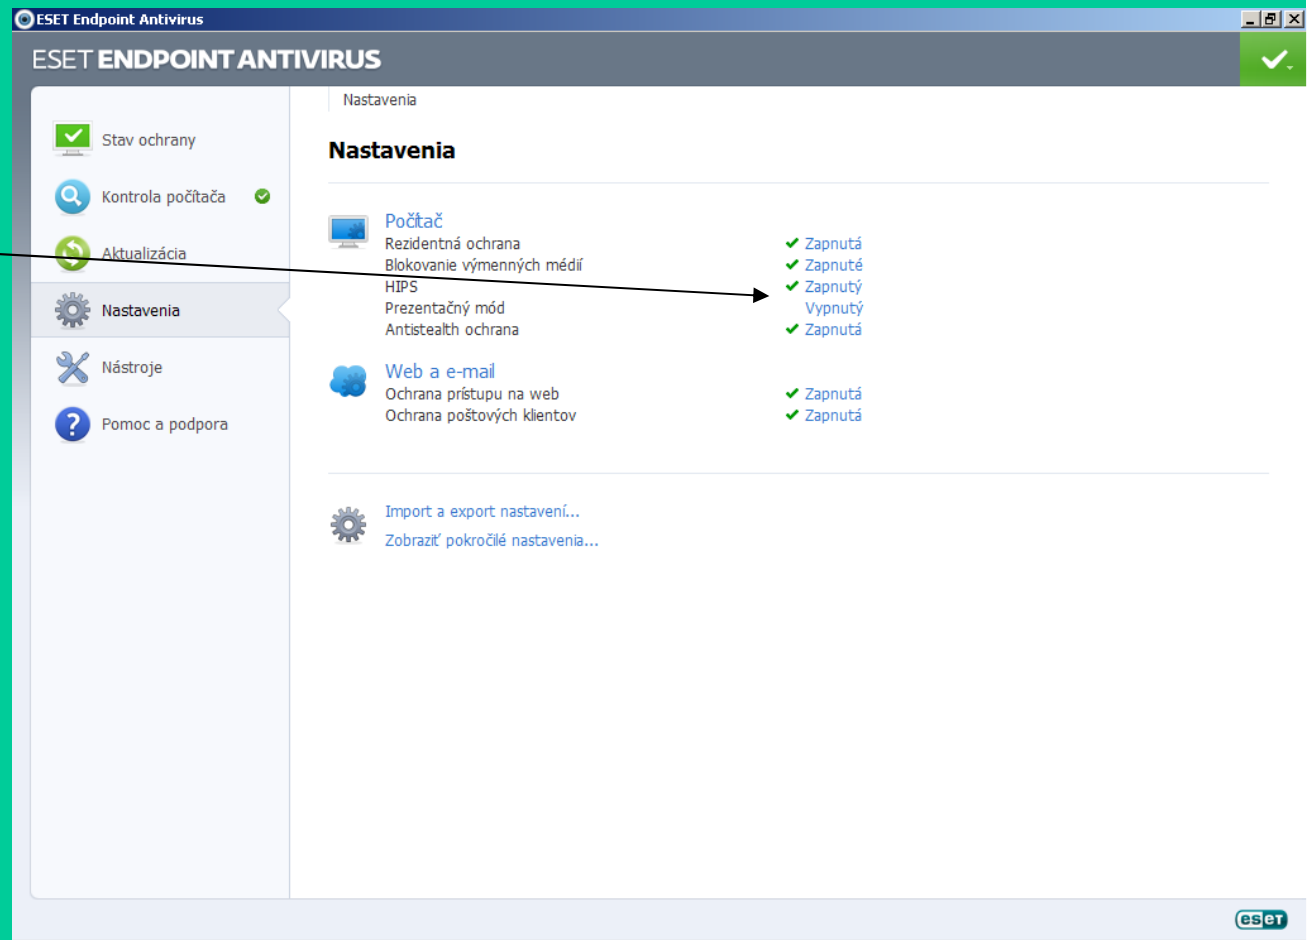 ESET Endpoint Antivirus
ESET ENDPOINT ANTIVIRUS
Stav ochrany
Kontrola počítača
Aktualizácia
Nastavenia
Nástroje
Pomoc a podpora
Nastavenia
Nastavenia
Počítač
Rezidentná ochrana Zapnutá
Blokovanie výmenných médií Zapnuté
HIPS Zapnutý
Prezentačný mód Vypnutý
Antistealth ochrana Zapnutá
Web a e-mail
Ochrana prístupu na web Zapnutá
Ochrana poštových klientov Zapnutá
Import a export nastavení...
Zobraziť pokročilé nastavenia...
eset